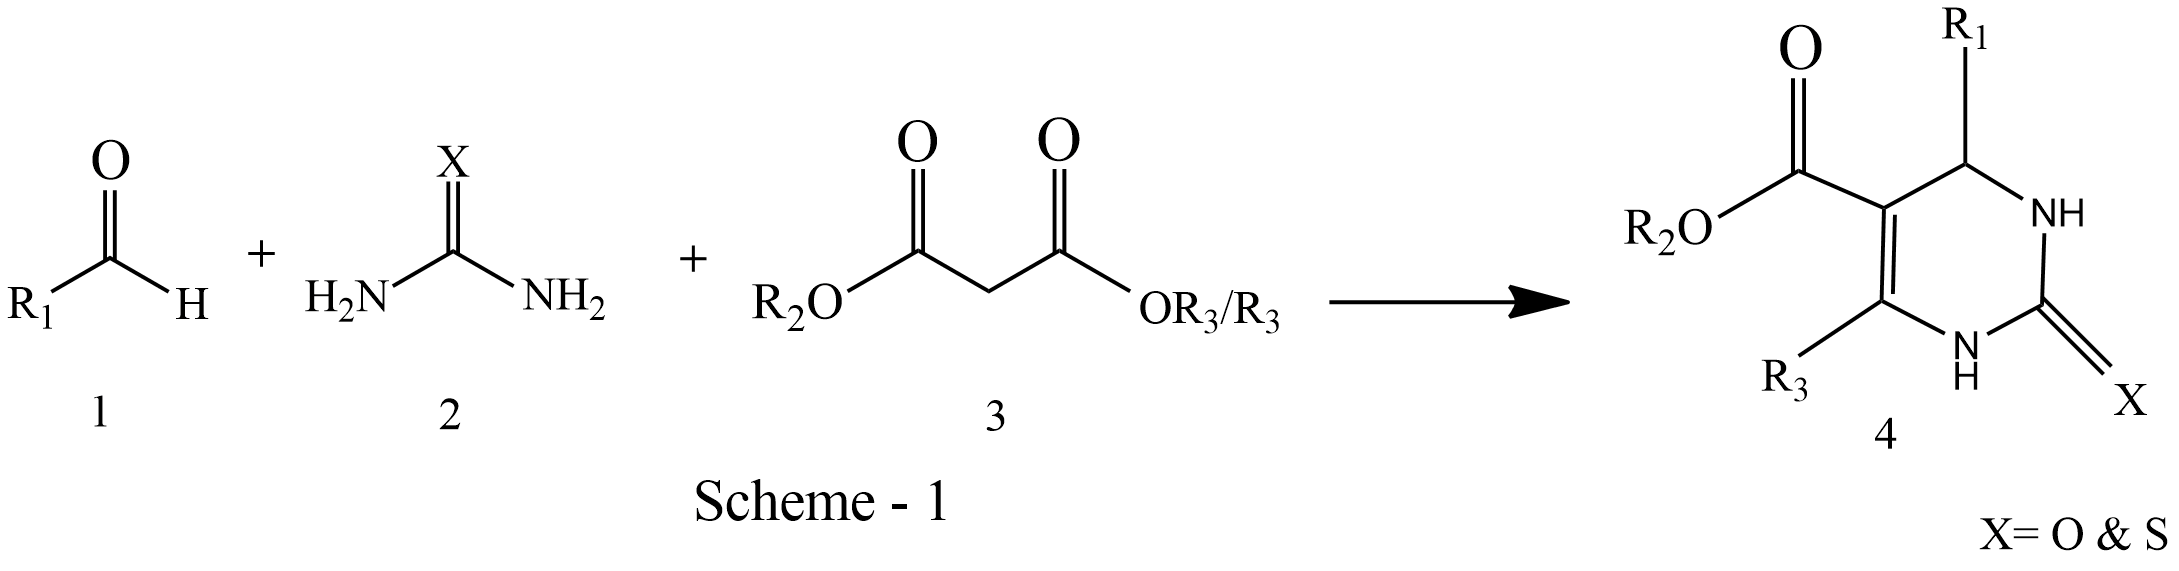 O
R1
H
+
X
H2N
NH2
+
O
O
R2O
OR3/R3
O
R1
R2O
NH
R3
N
H
X
1
2
3
4
Scheme - 1
X= O & S